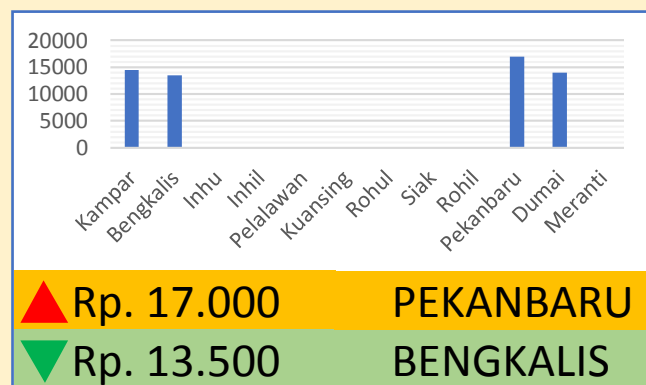 20000
15000
10000
5000
0
Kampar
Bengkalis
Inhu
Inhil
Pelalawan
Kuansing
Rohul
Siak
Rohil
Pekanbaru
Dumai
Meranti
Rp. 17.000 PEKANBARU
Rp. 13.500 BENGKALIS